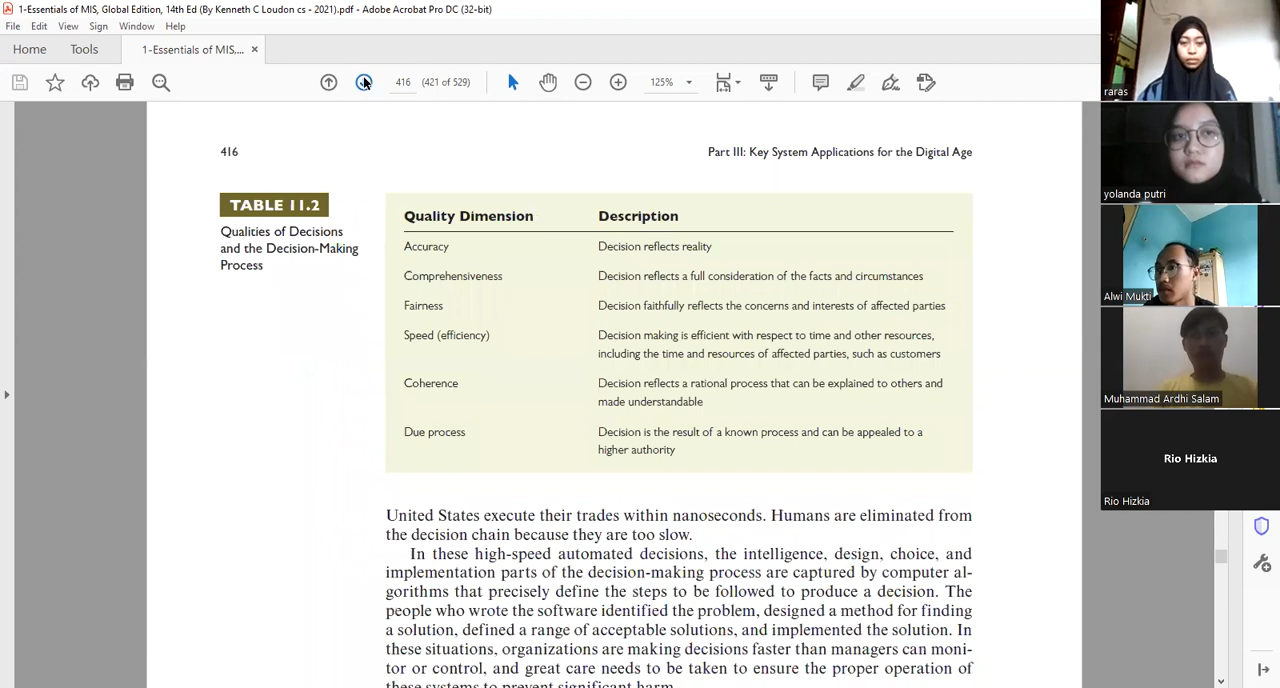 1-Essentials of MIS, Global Edition, 14th Ed (By Kenneth C Loudon cs - 2021).pdf - Adobe Acrobat Pro DC (32-bit)
File Edit View Sign Window Help
Home Tools 1-Essentials of MIS,... ×
416 (421 of 529) 125%
416 Part III: Key System Applications for the Digital Age
TABLE 11.2
Qualities of Decisions
and the Decision-Making
Process
Quality Dimension Description
Accuracy Decision reflects reality
Comprehensiveness Decision reflects a full consideration of the facts and circumstances
Fairness Decision faithfully reflects the concerns and interests of affected parties
Speed (efficiency) Decision making is efficient with respect to time and other resources,
including the time and resources of affected parties, such as customers
Coherence Decision reflects a rational process that can be explained to others and
made understandable
Due process Decision is the result of a known process and can be appealed to a
higher authority
United States execute their trades within nanoseconds. Humans are eliminated from
the decision chain because they are too slow.
In these high-speed automated decisions, the intelligence, design, choice, and
implementation parts of the decision-making process are captured by computer al-
gorithms that precisely define the steps to be followed to produce a decision. The
people who wrote the software identified the problem, designed a method for finding
a solution, defined a range of acceptable solutions, and implemented the solution. In
these situations, organizations are making decisions faster than managers can moni-
tor or control, and great care needs to be taken to ensure the proper operation of
these systems to prevent significant harm.
raras
yolanda putri
Alwi Mukti
Muhammad Ardhi Salam
Rio Hizkia
Rio Hizkia